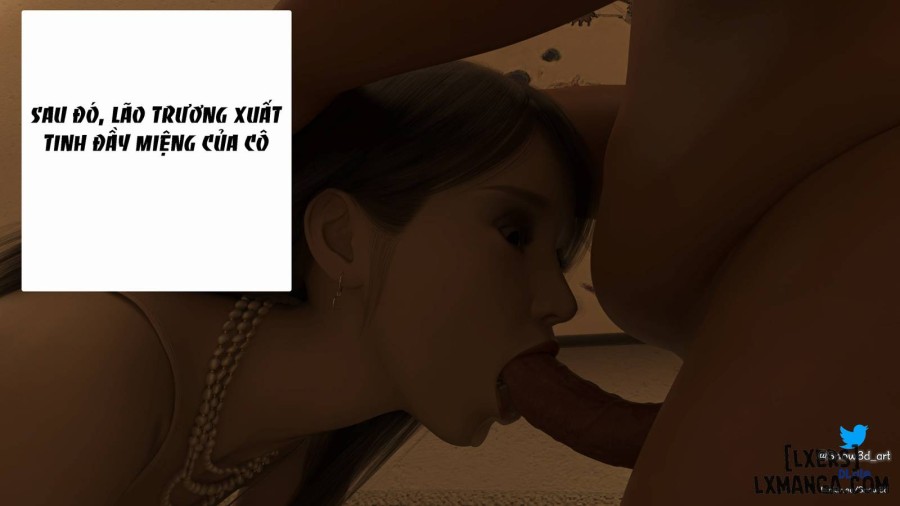 SAU ĐÓ, LÃO TRƯƠNG XUẤT
TINH ĐẦY MIỆNG CỦA CÔ
[LXERS]
LXMANGA.COM